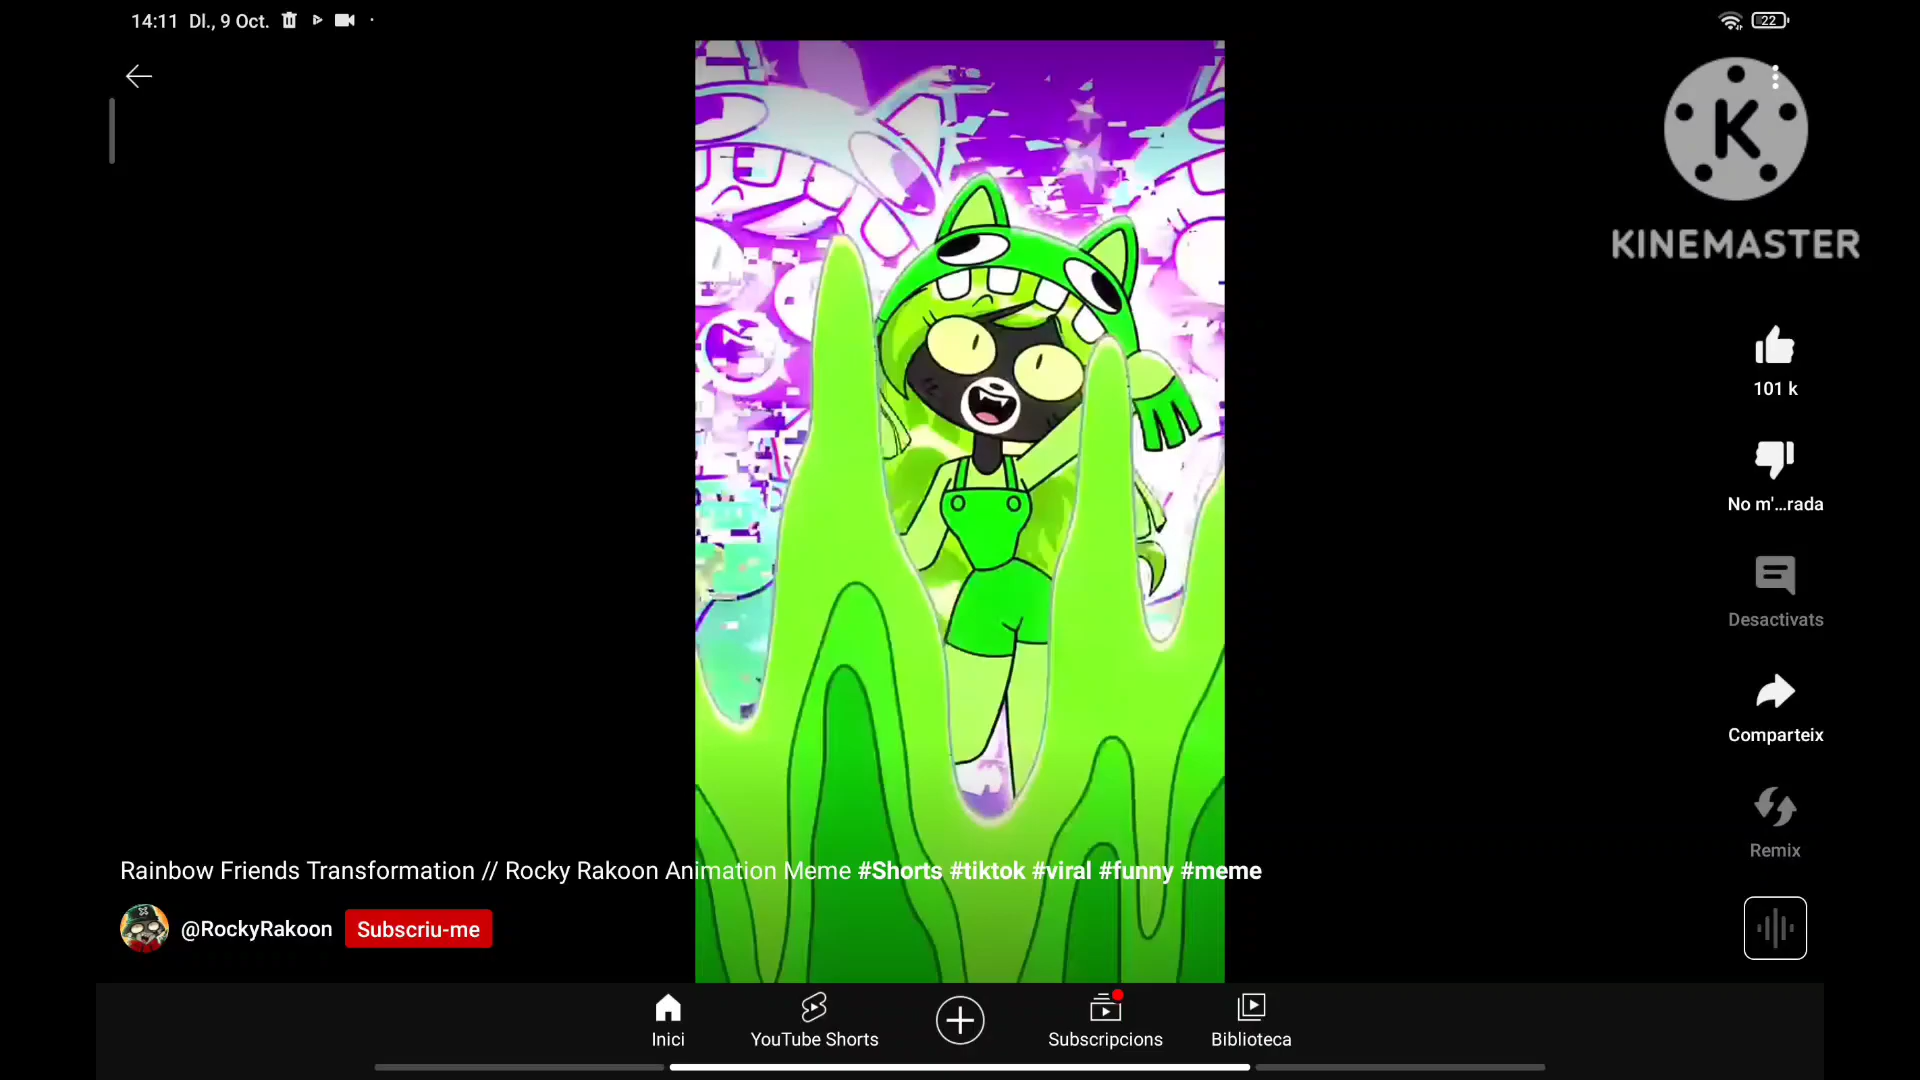 14:11 Dl., 9 Oct.
22
K
KINEMASTER
101 k
No m'...rada
Desactivats
Comparteix
Remix
Rainbow Friends Transformation // Rocky Rakoon Animation Meme #Shorts #tiktok #viral #funny #meme
@RockyRakoon Subscriu-me
Inici YouTube Shorts Subscripcions Biblioteca